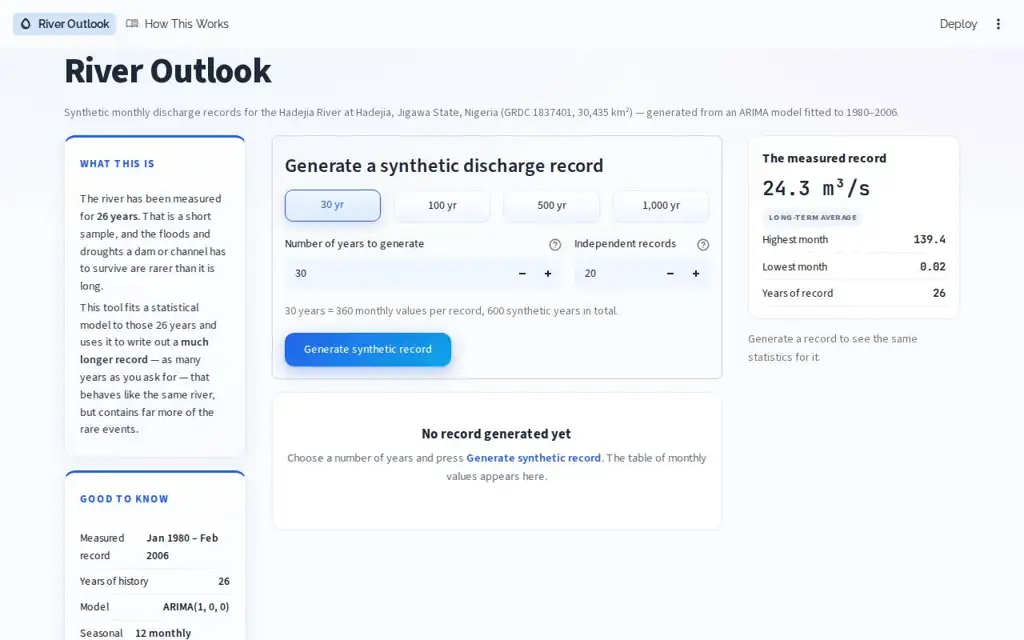 River Outlook
How This Works
Deploy
River Outlook
Synthetic monthly discharge records for the Hadejia River at Hadejia, Jigawa State, Nigeria (GRDC 1837401, 30,435 km²) — generated from an ARIMA model fitted to 1980–2006.
WHAT THIS IS
The river has been measured
for 26 years. That is a short
sample, and the floods and
droughts a dam or channel has
to survive are rarer than it is
long.
This tool fits a statistical
model to those 26 years and
uses it to write out a much
longer record — as many
years as you ask for — that
behaves like the same river,
but contains far more of the
rare events.
GOOD TO KNOW
Measured record Jan 1980 – Feb 2006
Years of history 26
Model ARIMA(1, 0, 0)
Seasonal 12 monthly
Generate a synthetic discharge record
30 yr
100 yr
500 yr
1,000 yr
Number of years to generate
Independent records
30 − +
20 − +
30 years = 360 monthly values per record, 600 synthetic years in total.
Generate synthetic record
No record generated yet
Choose a number of years and press Generate synthetic record. The table of monthly
values appears here.
The measured record
24.3 m³/s
LONG-TERM AVERAGE
Highest month 139.4
Lowest month 0.02
Years of record 26
Generate a record to see the same
statistics for it.